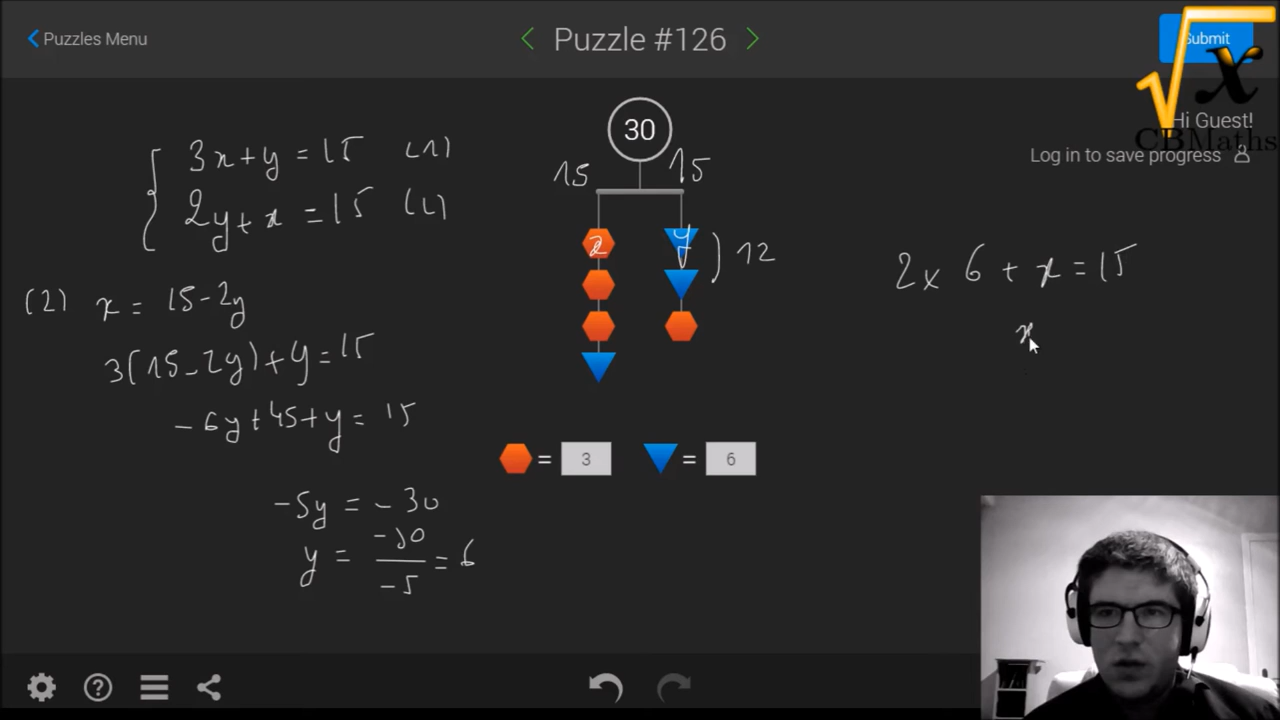 Puzzles Menu
Puzzle #126
Submit
√x
CBMaths
Hi Guest!
Log in to save progress
30
15 15
3x+y=15 (1)
2y+x=15 (2)
x
y
12
(2) x = 15-2y
3(15-2y)+y=15
-6y+45+y=15
-5y=-30
y = -30/-5 = 6
= 3
= 6
2x 6 + x = 15
x